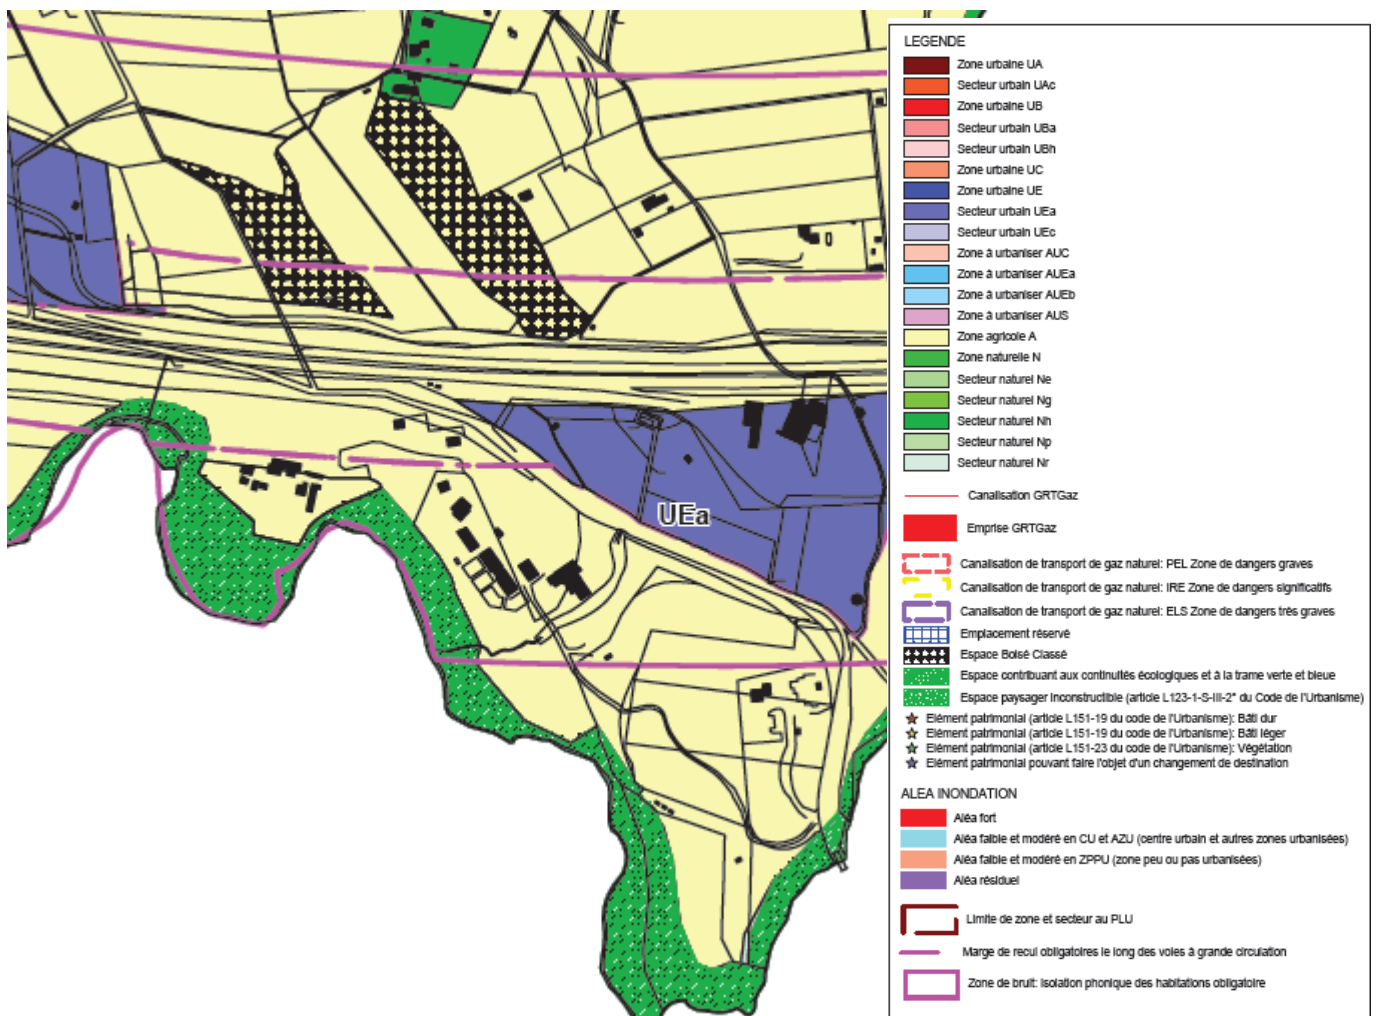 UEa
LEGENDE
Zone urbaine UA
Secteur urbain UAc
Zone urbaine UB
Secteur urbain UBa
Secteur urbain UBh
Zone urbaine UC
Zone urbaine UE
Secteur urbain UEa
Secteur urbain UEc
Zone à urbaniser AUC
Zone à urbaniser AUEa
Zone à urbaniser AUEb
Zone à urbaniser AUS
Zone agricole A
Zone naturelle N
Secteur naturel Ne
Secteur naturel Ng
Secteur naturel Nh
Secteur naturel Np
Secteur naturel Nr
Canalisation GRTGaz
Emprise GRTGaz
Canalisation de transport de gaz naturel: PEL Zone de dangers graves
Canalisation de transport de gaz naturel: IRE Zone de dangers significatifs
Canalisation de transport de gaz naturel: ELS Zone de dangers très graves
Emplacement réservé
Espace Boisé Classé
Espace contribuant aux continuités écologiques et à la trame verte et bleue
Espace paysager inconstructible (article L123-1-5-III-2° du Code de l'Urbanisme)
Elément patrimonial (article L151-19 du code de l'Urbanisme): Bâti dur
Elément patrimonial (article L151-19 du code de l'Urbanisme): Bâti léger
Elément patrimonial (article L151-23 du code de l'Urbanisme): Végétation
Elément patrimonial pouvant faire l'objet d'un changement de destination
ALEA INONDATION
Aléa fort
Aléa faible et modéré en CU et AZU (centre urbain et autres zones urbanisées)
Aléa faible et modéré en ZPPU (zone peu ou pas urbanisées)
Aléa résiduel
Limite de zone et secteur au PLU
Marge de recul obligatoires le long des voies à grande circulation
Zone de bruit: Isolation phonique des habitations obligatoire